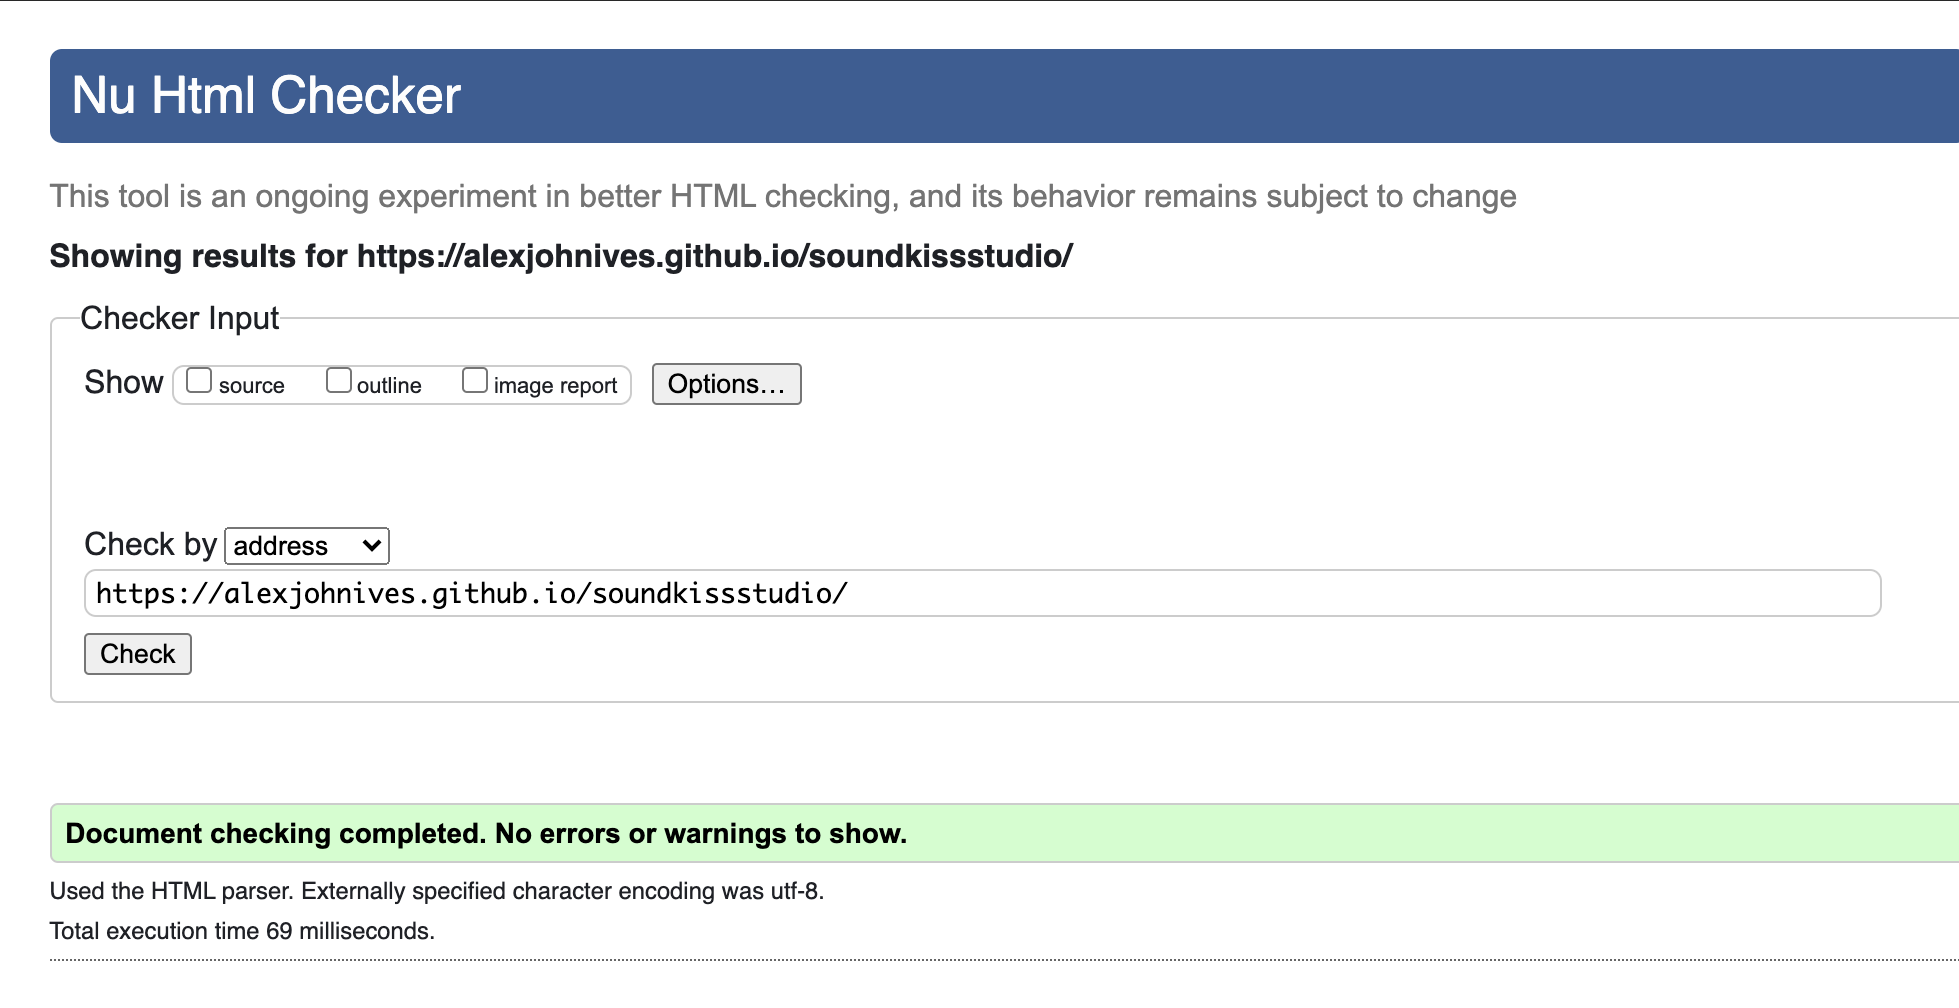 Nu Html Checker
This tool is an ongoing experiment in better HTML checking, and its behavior remains subject to change
Showing results for https://alexjohnives.github.io/soundkissstudio/
Checker Input
Show source outline image report Options…
Check by address
https://alexjohnives.github.io/soundkissstudio/
Check
Document checking completed. No errors or warnings to show.
Used the HTML parser. Externally specified character encoding was utf-8.
Total execution time 69 milliseconds.